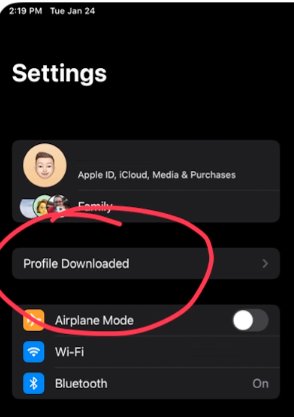 2:19 PM Tue Jan 24
Settings
Apple ID, iCloud, Media & Purchases
Family
Profile Downloaded
Airplane Mode
Wi-Fi
Bluetooth On